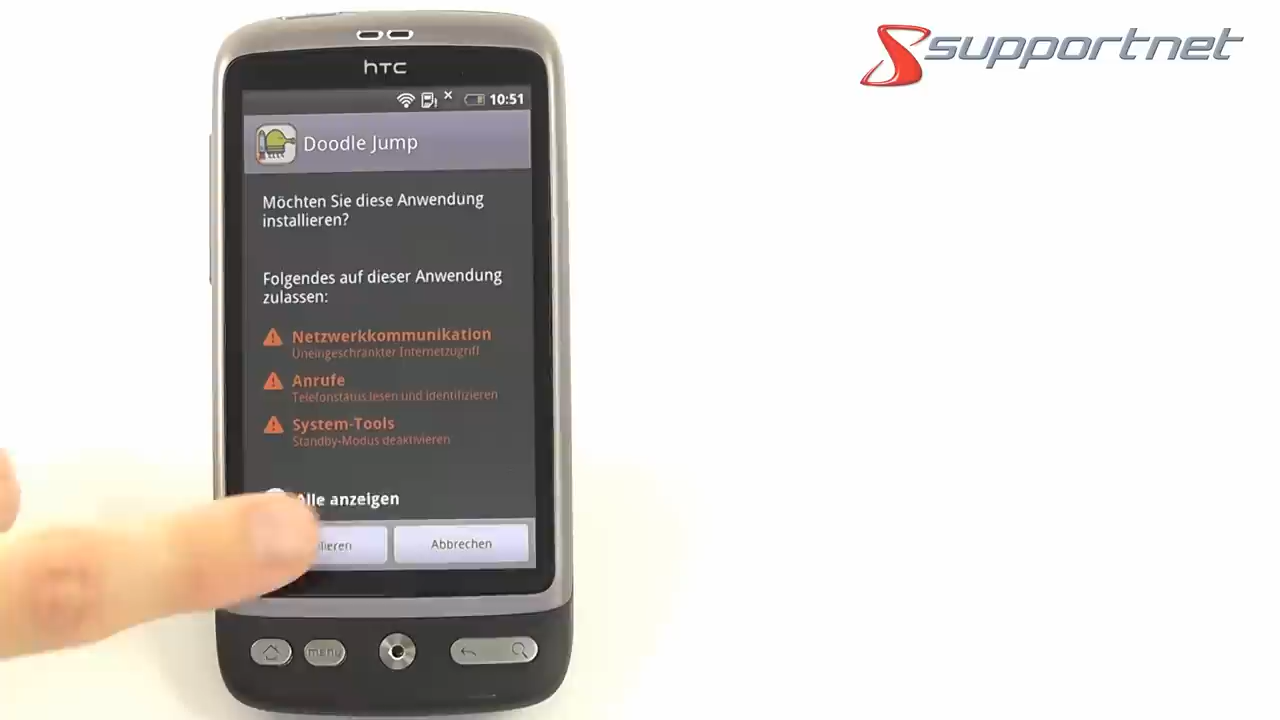 supportnet
hTC
10:51
Doodle Jump
Möchten Sie diese Anwendung
installieren?
Folgendes auf dieser Anwendung
zulassen:
Netzwerkkommunikation
Uneingeschränkter Internetzugriff
Anrufe
Telefonstatus lesen und identifizieren
System-Tools
Standby-Modus deaktivieren
Alle anzeigen
Abbrechen
menu